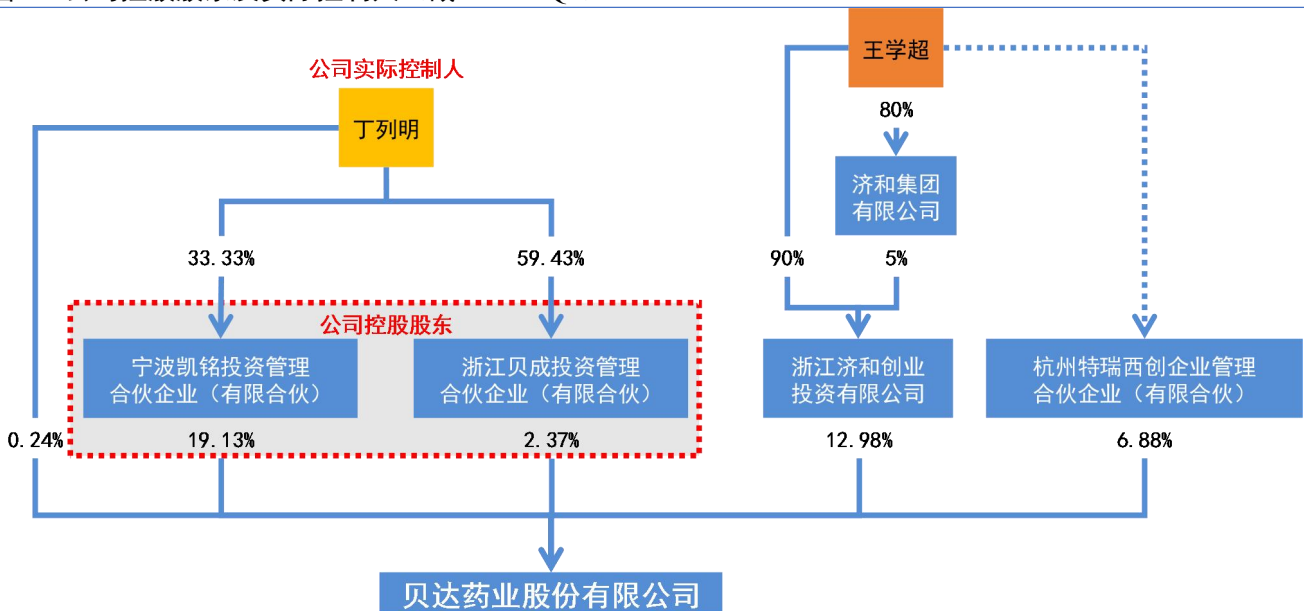 王学超
公司实际控制人
丁列明
80%
济和集团
有限公司
33.33%
59.43%
90%
5%
公司控股股东
宁波凯铭投资管理
合伙企业（有限合伙）
浙江贝成投资管理
合伙企业（有限合伙）
浙江济和创业
投资有限公司
杭州特瑞西创企业管理
合伙企业（有限合伙）
0.24%
19.13%
2.37%
12.98%
6.88%
贝达药业股份有限公司